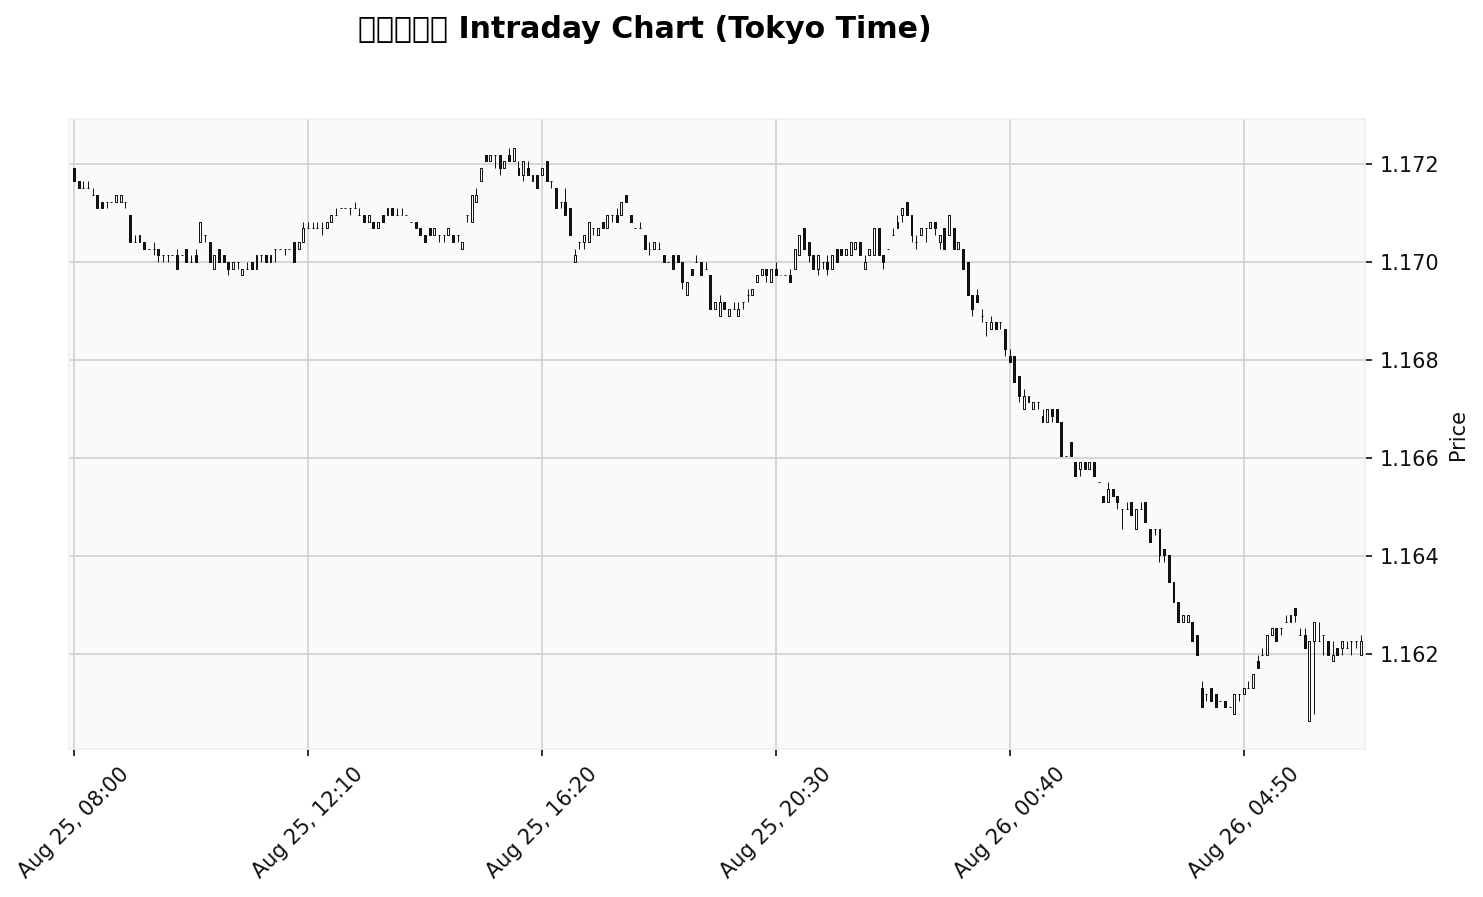 Intraday Chart (Tokyo Time)
1.172
1.170
1.168
1.166
1.164
1.162
Price
Aug 25, 08:00
Aug 25, 12:10
Aug 25, 16:20
Aug 25, 20:30
Aug 26, 00:40
Aug 26, 04:50